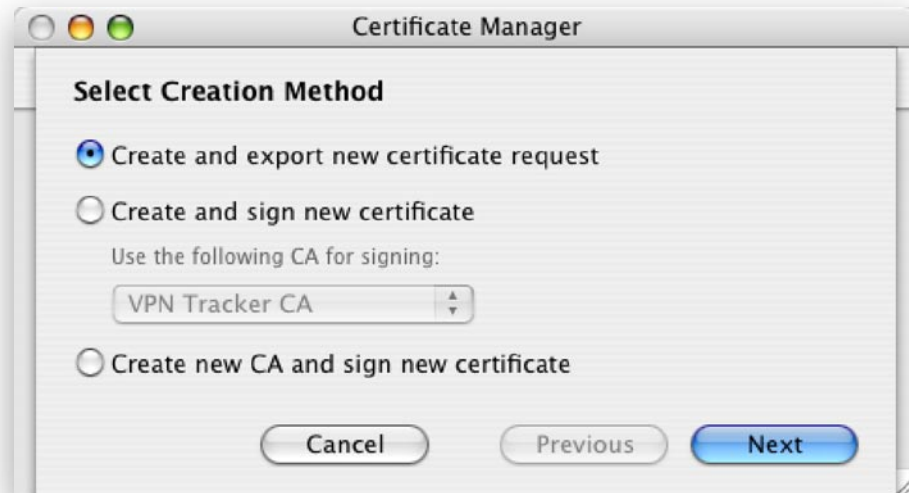 Certificate Manager
Select Creation Method
Create and export new certificate request
Create and sign new certificate
Use the following CA for signing:
VPN Tracker CA
Create new CA and sign new certificate
Cancel
Previous
Next